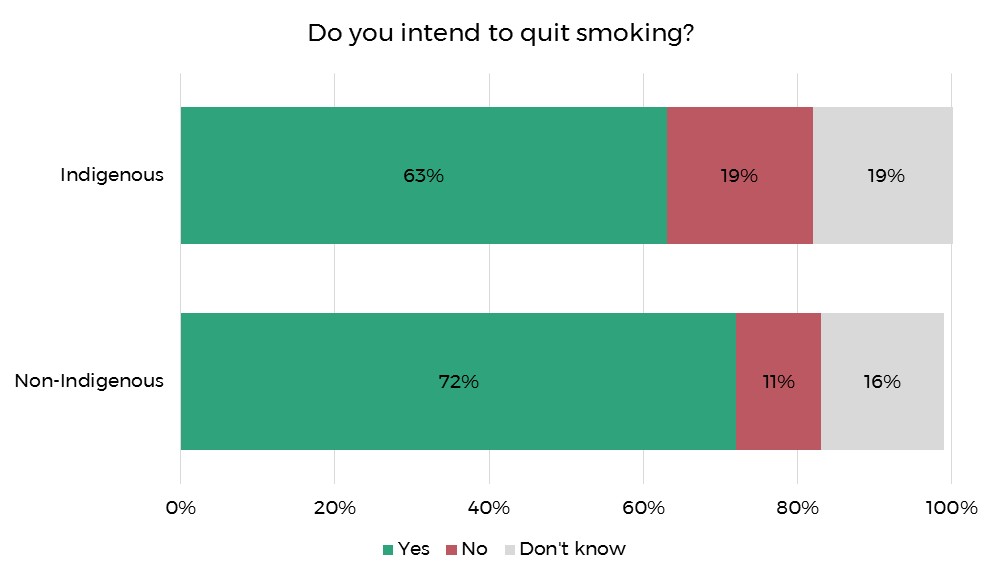 Do you intend to quit smoking?
Indigenous
63%
19%
19%
Non-Indigenous
72%
11%
16%
0%
20%
40%
60%
80%
100%
Yes
No
Don't know